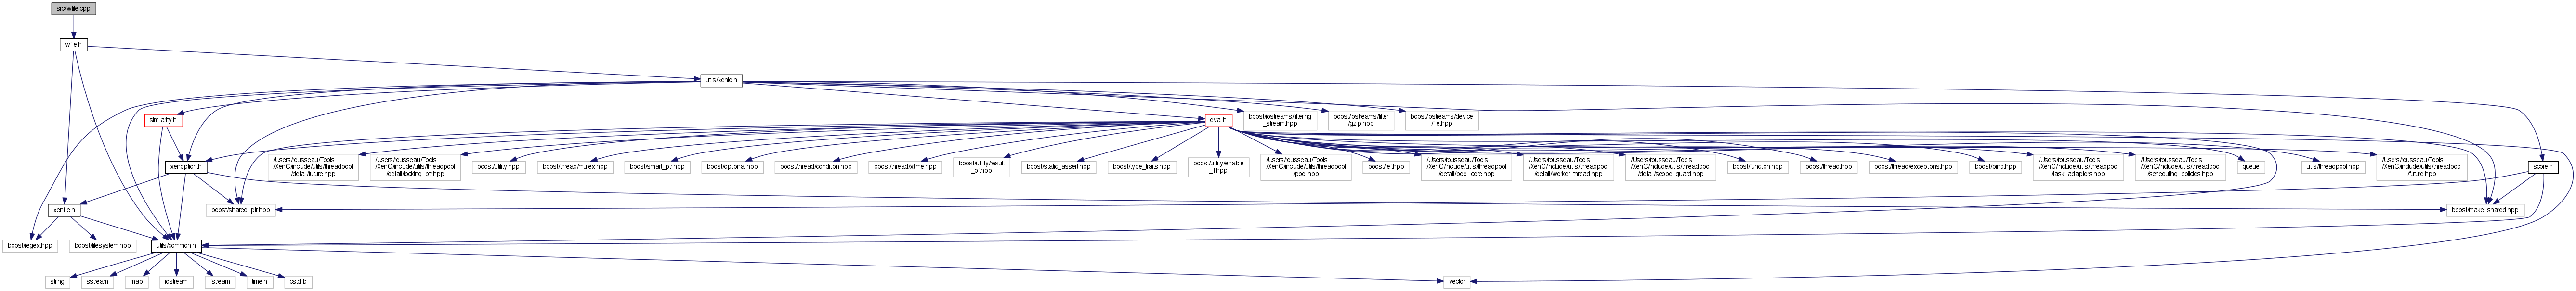 src/wfile.cpp
wfile.h
utils/xenio.h
similarity.h
eval.h
boost/iostreams/filtering
_stream.hpp
boost/iostreams/filter
/gzip.hpp
boost/iostreams/device
/file.hpp
xenoption.h
/Users/rousseau/Tools
/XenC/include/utils/threadpool
/detail/future.hpp
/Users/rousseau/Tools
/XenC/include/utils/threadpool
/detail/locking_ptr.hpp
boost/utility.hpp
boost/thread/mutex.hpp
boost/smart_ptr.hpp
boost/optional.hpp
boost/thread/condition.hpp
boost/thread/xtime.hpp
boost/utility/result
_of.hpp
boost/static_assert.hpp
boost/type_traits.hpp
boost/utility/enable
_if.hpp
/Users/rousseau/Tools
/XenC/include/utils/threadpool
/pool.hpp
boost/ref.hpp
/Users/rousseau/Tools
/XenC/include/utils/threadpool
/detail/pool_core.hpp
/Users/rousseau/Tools
/XenC/include/utils/threadpool
/detail/worker_thread.hpp
/Users/rousseau/Tools
/XenC/include/utils/threadpool
/detail/scope_guard.hpp
boost/function.hpp
boost/thread.hpp
boost/thread/exceptions.hpp
boost/bind.hpp
/Users/rousseau/Tools
/XenC/include/utils/threadpool
/task_adaptors.hpp
/Users/rousseau/Tools
/XenC/include/utils/threadpool
/scheduling_policies.hpp
queue
utils/threadpool.hpp
/Users/rousseau/Tools
/XenC/include/utils/threadpool
/future.hpp
score.h
xenfile.h
boost/shared_ptr.hpp
boost/make_shared.hpp
boost/regex.hpp
boost/filesystem.hpp
utils/common.h
string
sstream
map
iostream
fstream
time.h
cstdlib
vector